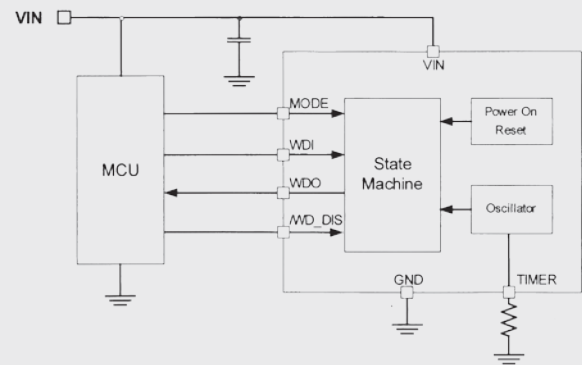 VIN
VIN
MODE
Power On
Reset
WDI
MCU
State
Machine
WDO
Oscillator
/WD_DIS
GND
TIMER